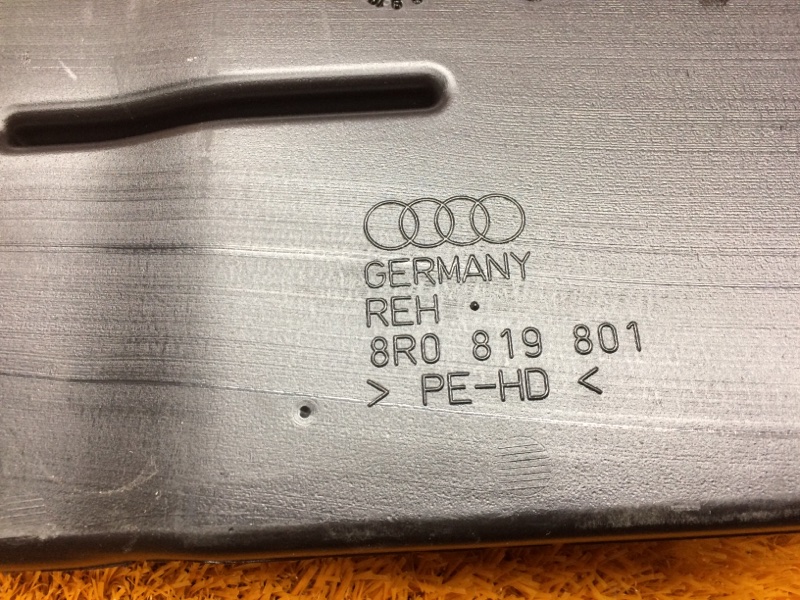 GERMANY
REH
8R0 819 801
> PE-HD <